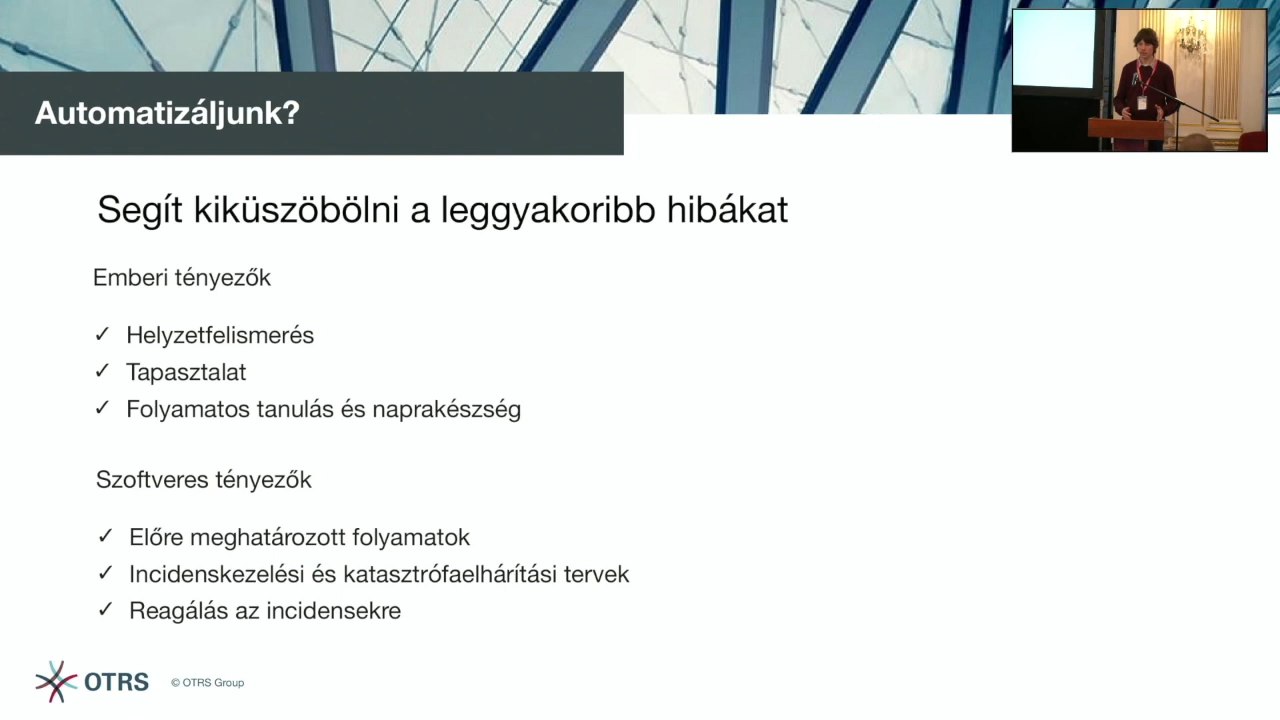 Automatizáljunk?
Segít kiküszöbölni a leggyakoribb hibákat
Emberi tényezők
✓ Helyzetfelismerés
✓ Tapasztalat
✓ Folyamatos tanulás és naprakészség
Szoftveres tényezők
✓ Előre meghatározott folyamatok
✓ Incidenskezelési és katasztrófaelhárítási tervek
✓ Reagálás az incidensekre
OTRS © OTRS Group